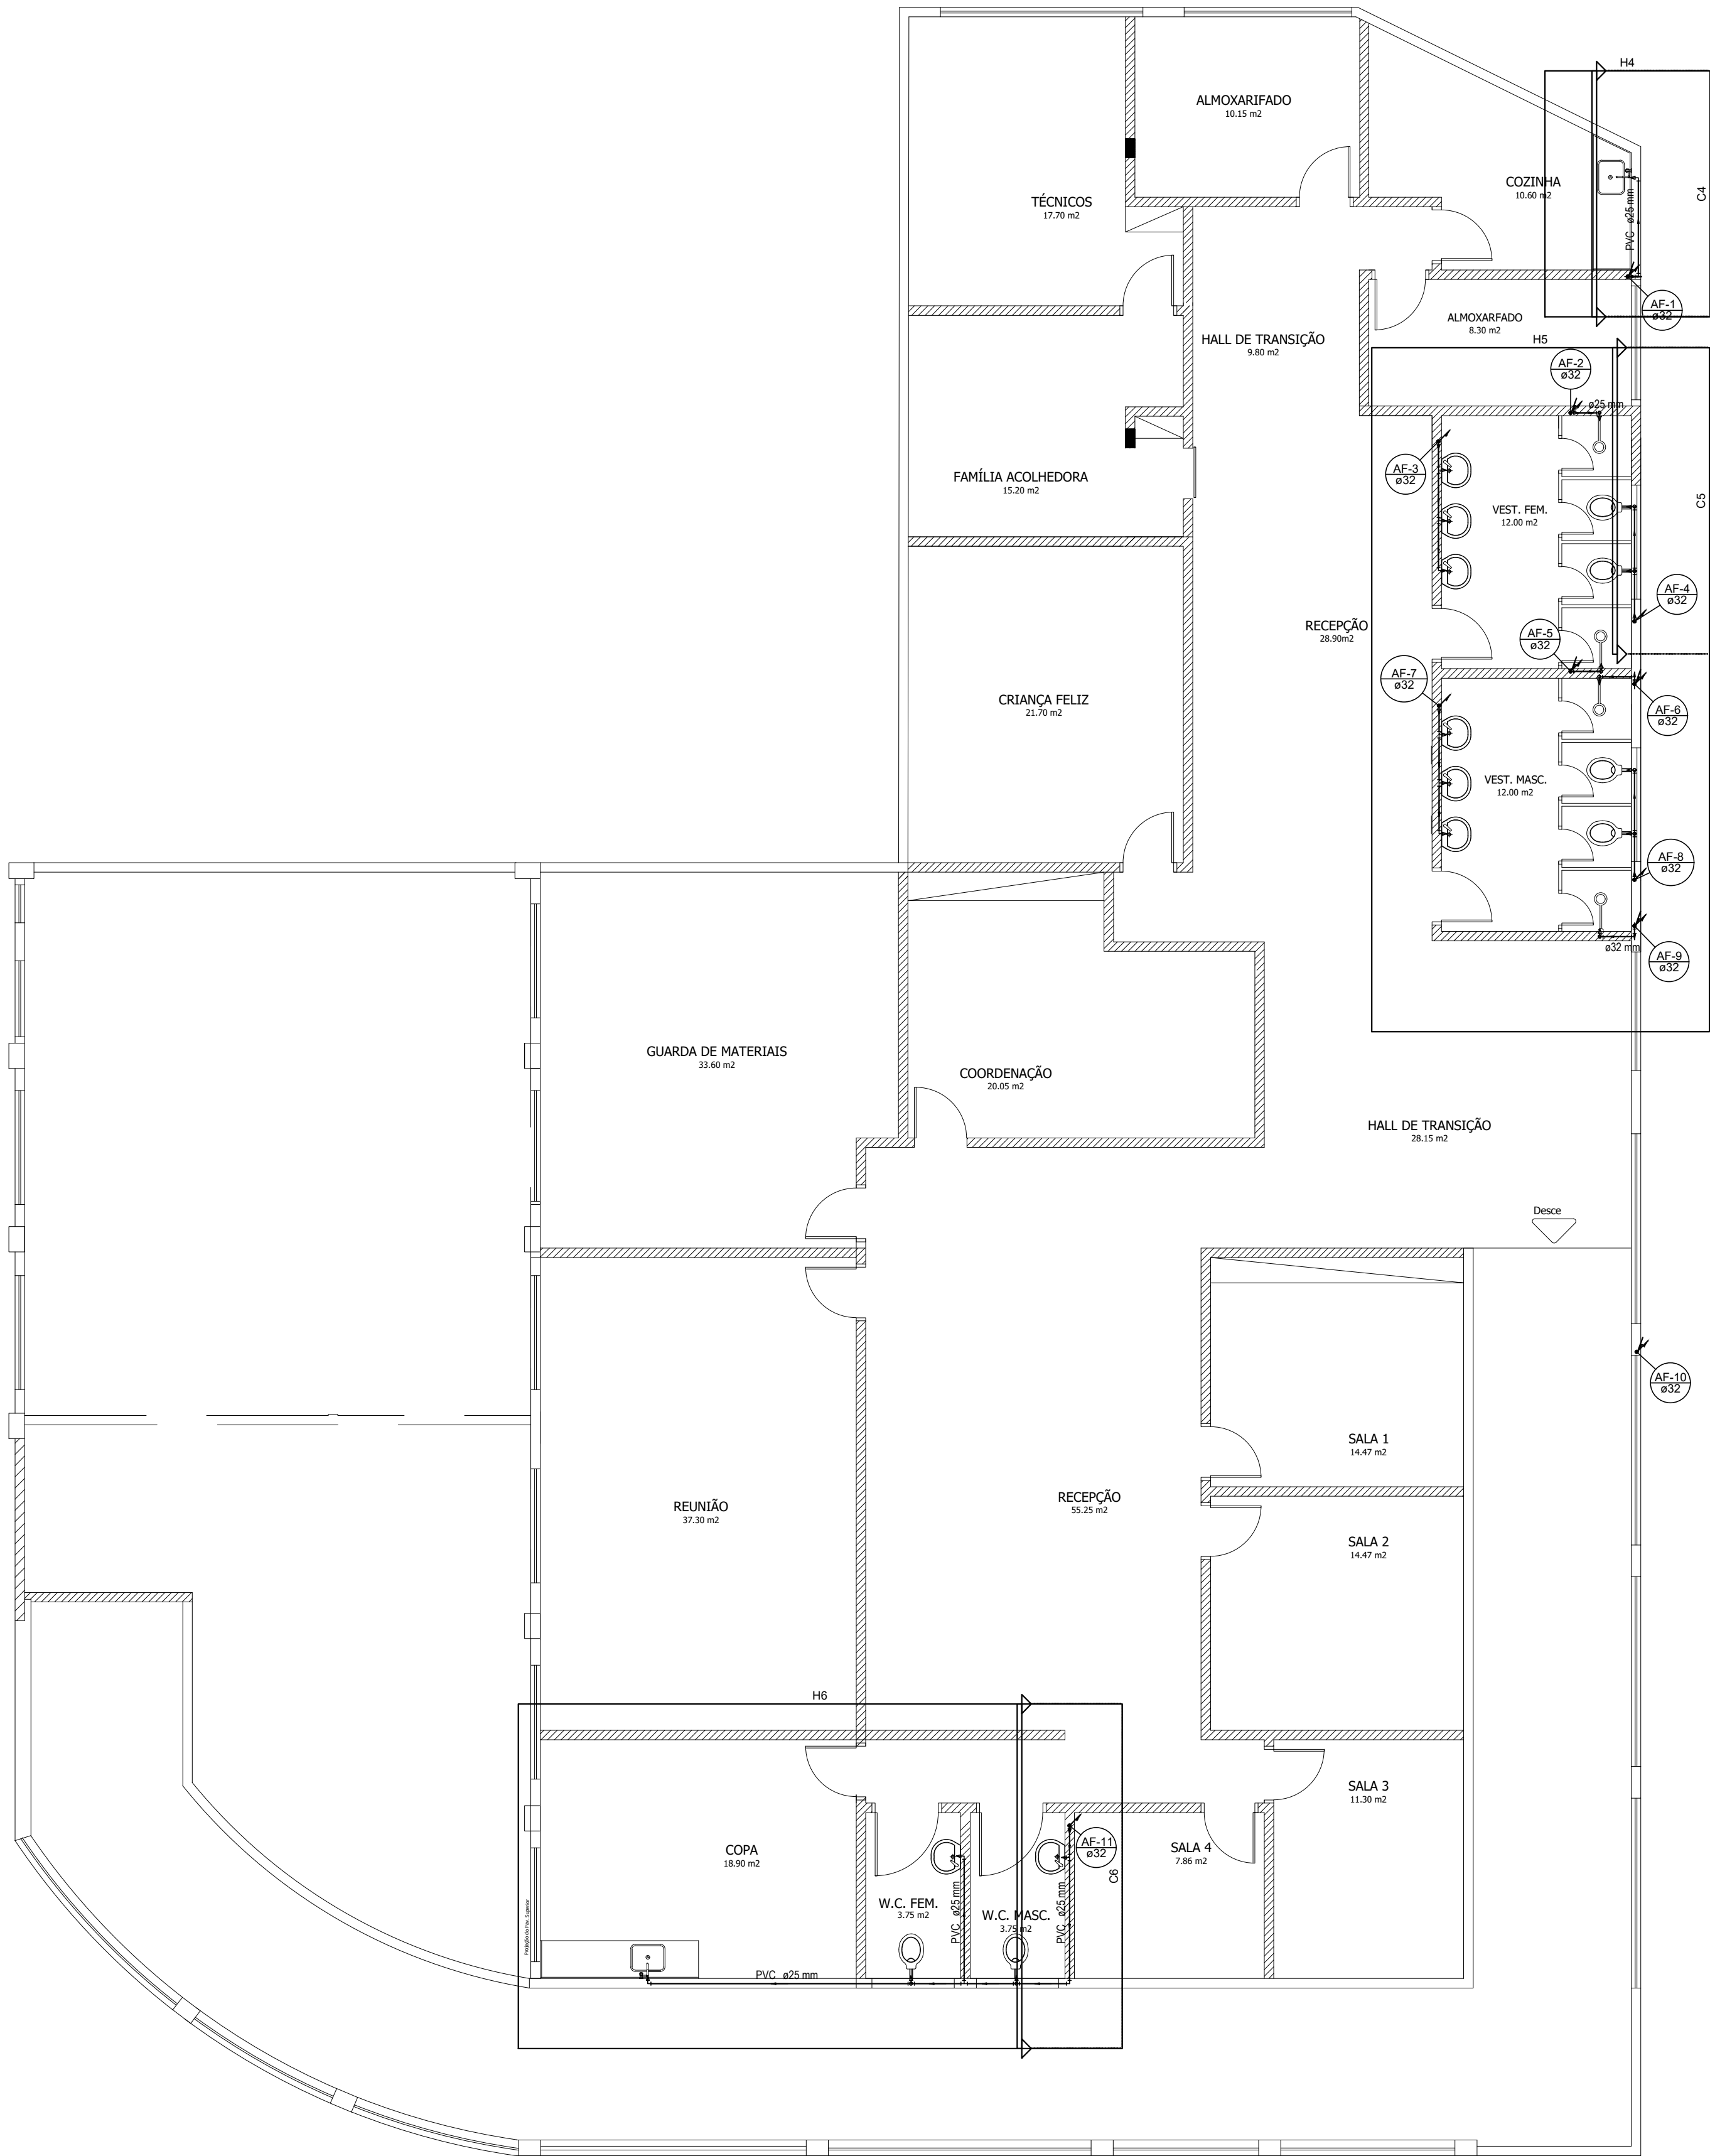 H4
ALMOXARIFADO
10.15 m2
COZINHA
10.60 m2
C4
PVC ø25 mm
TÉCNICOS
17.70 m2
AF-1
ø32
ALMOXARFADO
8.30 m2
HALL DE TRANSIÇÃO
9.80 m2
H5
AF-2
ø32
ø25 mm
AF-3
ø32
FAMÍLIA ACOLHEDORA
15.20 m2
C5
VEST. FEM.
12.00 m2
AF-4
ø32
RECEPÇÃO
28.90m2
AF-5
ø32
AF-7
ø32
CRIANÇA FELIZ
21.70 m2
AF-6
ø32
VEST. MASC.
12.00 m2
AF-8
ø32
ø32 mm
AF-9
ø32
GUARDA DE MATERIAIS
33.60 m2
COORDENAÇÃO
20.05 m2
HALL DE TRANSIÇÃO
28.15 m2
Desce
AF-10
ø32
SALA 1
14.47 m2
REUNIÃO
37.30 m2
RECEPÇÃO
55.25 m2
SALA 2
14.47 m2
H6
SALA 3
11.30 m2
COPA
18.90 m2
AF-11
ø32
SALA 4
7.86 m2
C6
W.C. FEM.
3.75 m2
PVC ø25 mm
W.C. MASC.
3.75 m2
PVC ø25 mm
Projeção do Pav. Superior
PVC ø25 mm